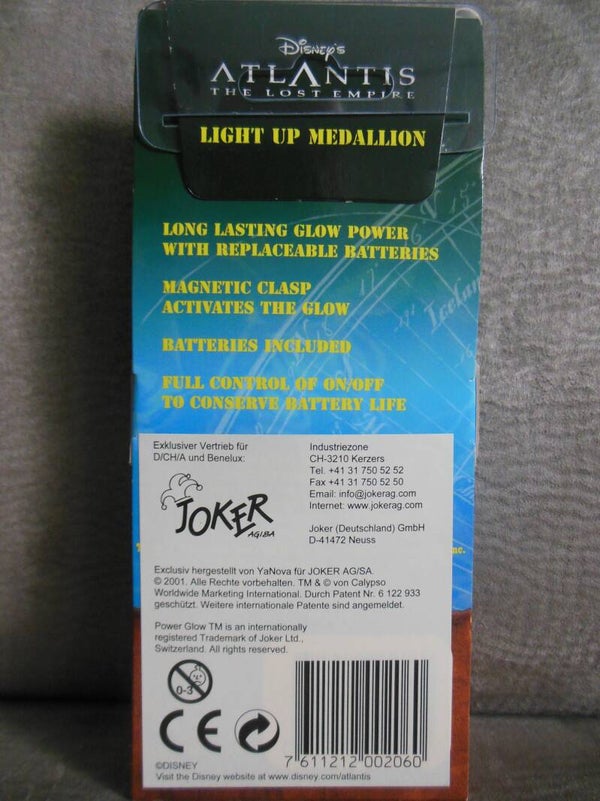 Disney's
ATLANTIS
THE LOST EMPIRE
LIGHT UP MEDALLION
LONG LASTING GLOW POWER
WITH REPLACEABLE BATTERIES
MAGNETIC CLASP
ACTIVATES THE GLOW
BATTERIES INCLUDED
FULL CONTROL OF ON/OFF
TO CONSERVE BATTERY LIFE
Exklusiver Vertrieb für
D/CH/A und Benelux:
JOKER
AG/BA
Industriezone
CH-3210 Kerzers
Tel. +41 31 750 52 52
Fax +41 31 750 52 50
Email: info@jokerag.com
Internet: www.jokerag.com
Joker (Deutschland) GmbH
D-41472 Neuss
nc.
Exclusiv hergestellt von YaNova für JOKER AG/SA.
© 2001. Alle Rechte vorbehalten. TM & © von Calypso
Worldwide Marketing International. Durch Patent Nr. 6 122 933
geschützt. Weitere internationale Patente sind angemeldet.
Power Glow TM is an internationally
registered Trademark of Joker Ltd.,
Switzerland. All rights reserved.
0-3
CE
7 611212 002060
©DISNEY
Visit the Disney website at www.disney.com/atlantis